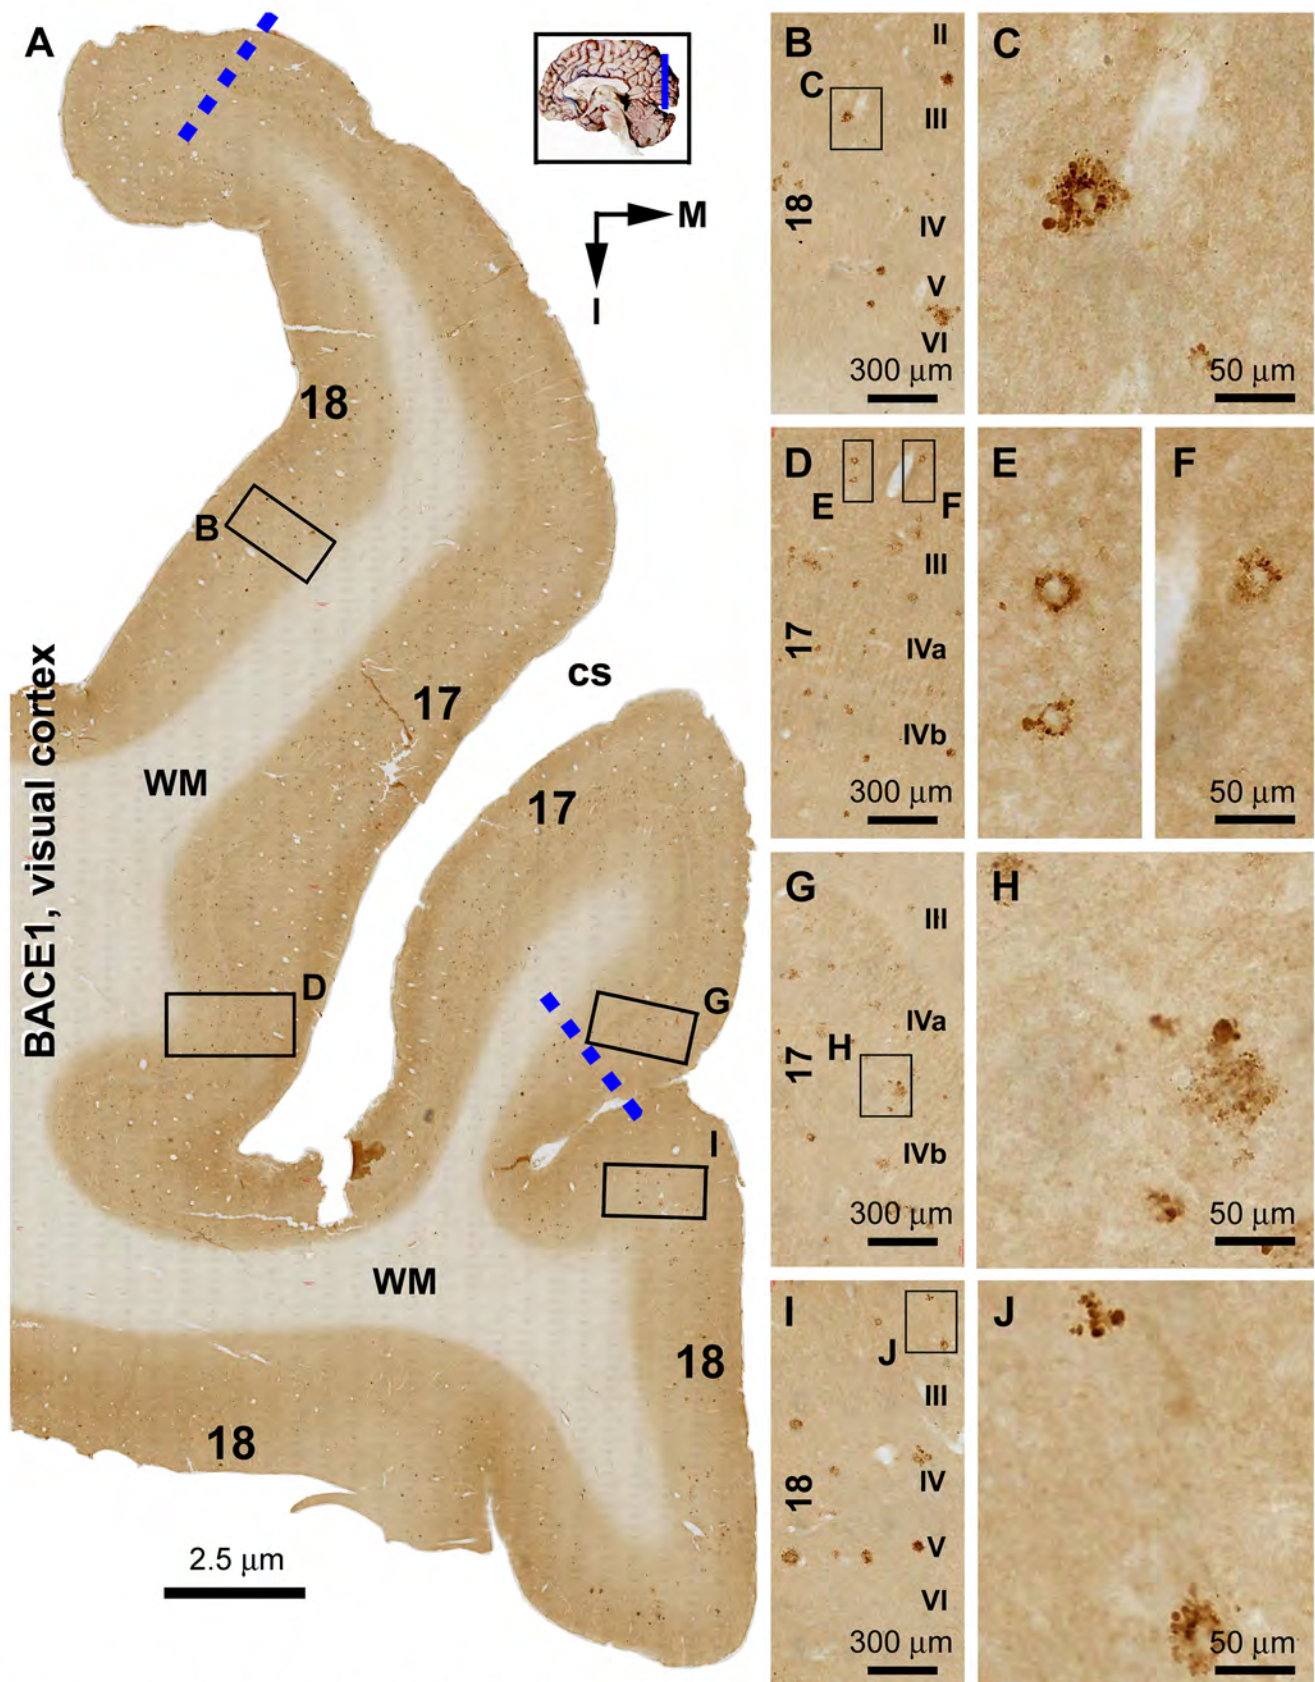 A
M
I
18
B
17
cs
WM
17
D
G
I
WM
18
18
2.5 μm
BACE1, visual cortex
B
C
II
III
18
IV
V
VI
300 μm
C
50 μm
D
E
F
III
17
IVa
IVb
300 μm
E
F
50 μm
G
III
IVa
17
H
IVb
300 μm
H
50 μm
I
J
III
18
IV
V
VI
300 μm
J
50 μm